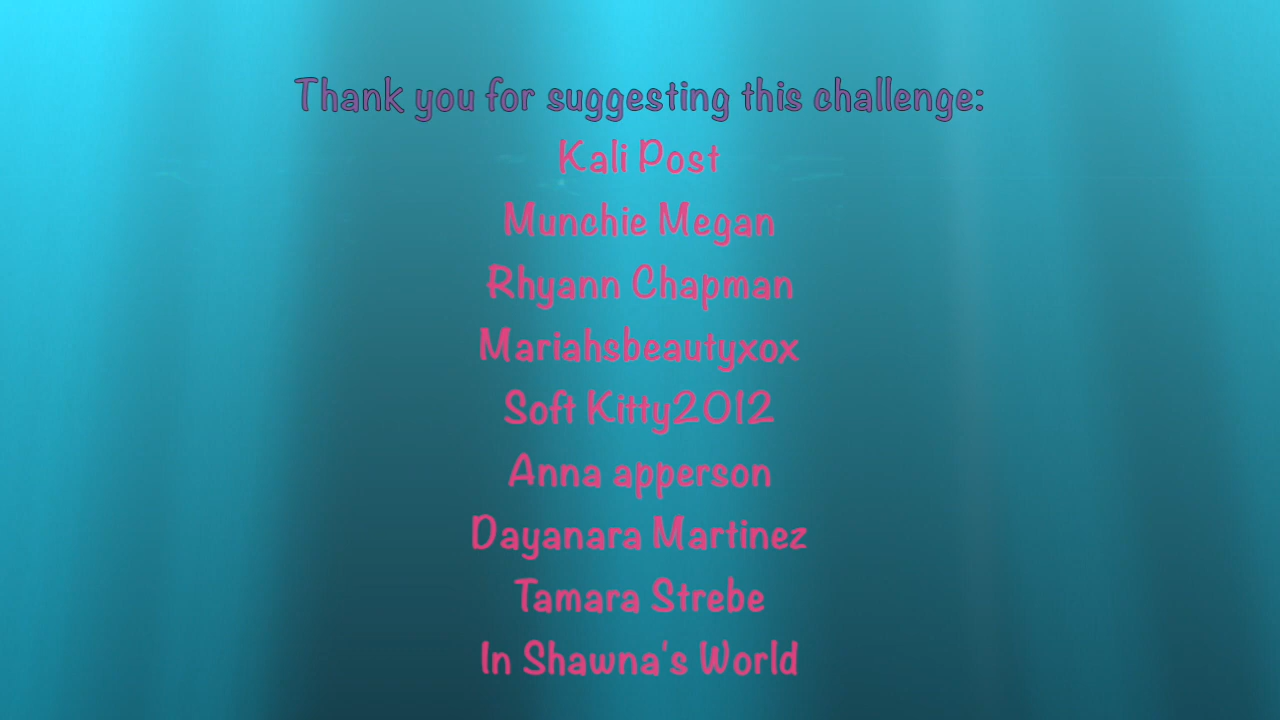 Thank you for suggesting this challenge:
Kali Post
Munchie Megan
Rhyann Chapman
Mariahsbeautyxox
Soft Kitty2012
Anna apperson
Dayanara Martinez
Tamara Strebe
In Shawna's World